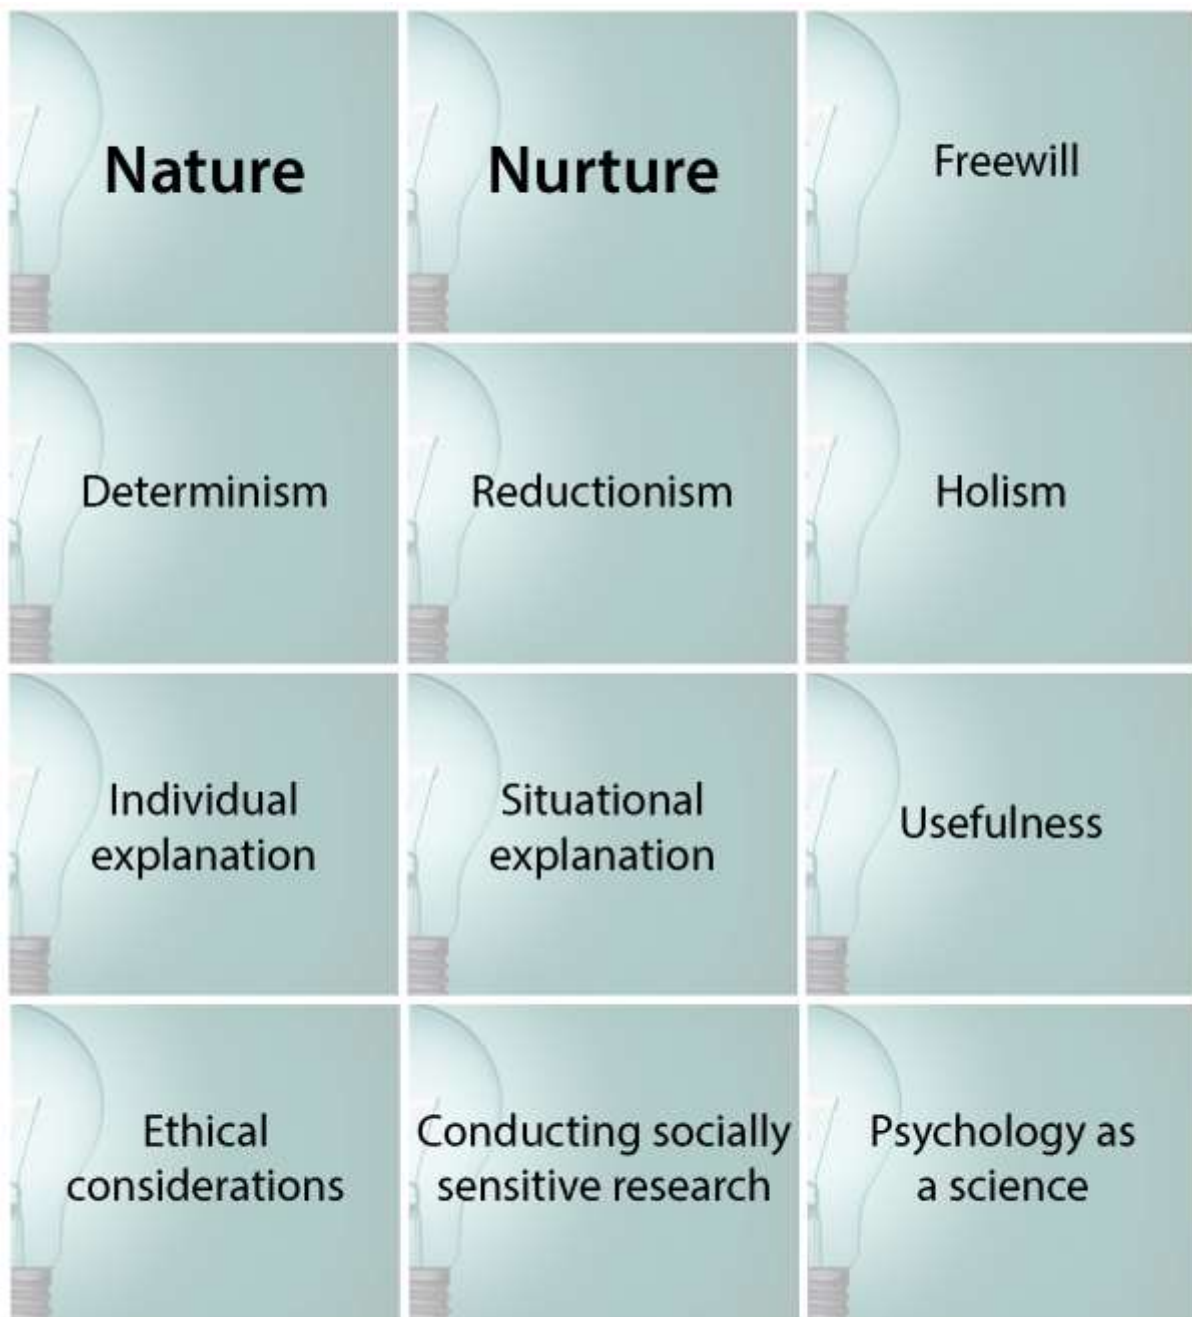 Nature
Nurture
Freewill
Determinism
Reductionism
Holism
Individual
explanation
Situational
explanation
Usefulness
Ethical
considerations
Conducting socially
sensitive research
Psychology as
a science